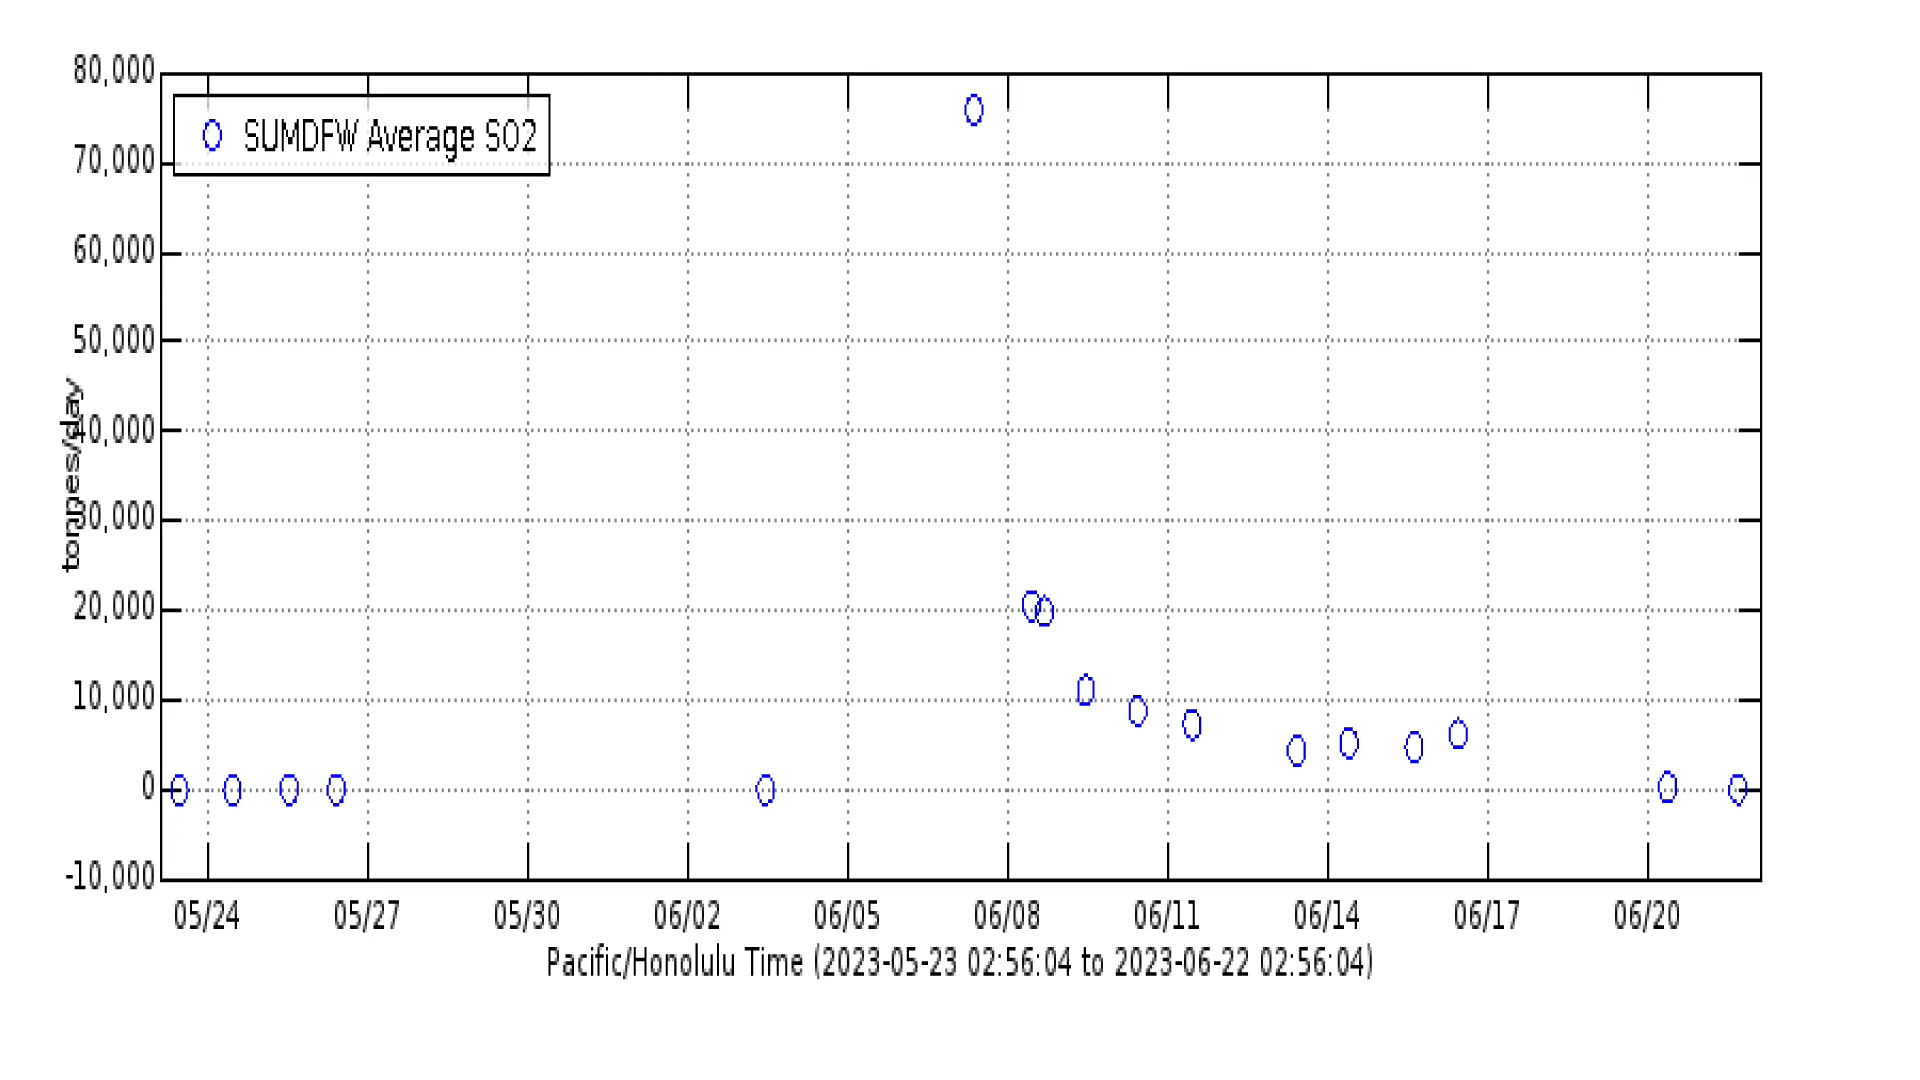 80,000
SUMDFW Average SO2
70,000
60,000
50,000
tonnes/day
40,000
30,000
20,000
10,000
0
-10,000
05/24 05/27 05/30 06/02 06/05 06/08 06/11 06/14 06/17 06/20
Pacific/Honolulu Time (2023-05-23 02:56:04 to 2023-06-22 02:56:04)